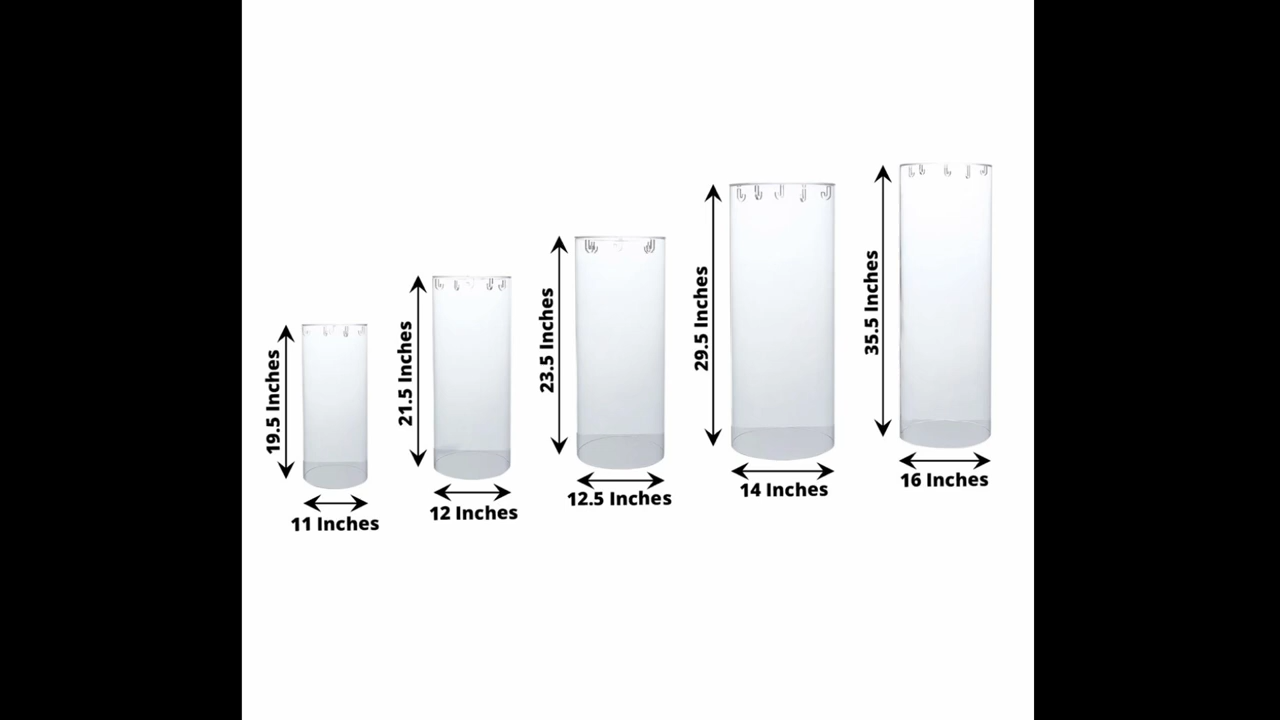 19.5 Inches
11 Inches
21.5 Inches
12 Inches
23.5 Inches
12.5 Inches
29.5 Inches
14 Inches
35.5 Inches
16 Inches